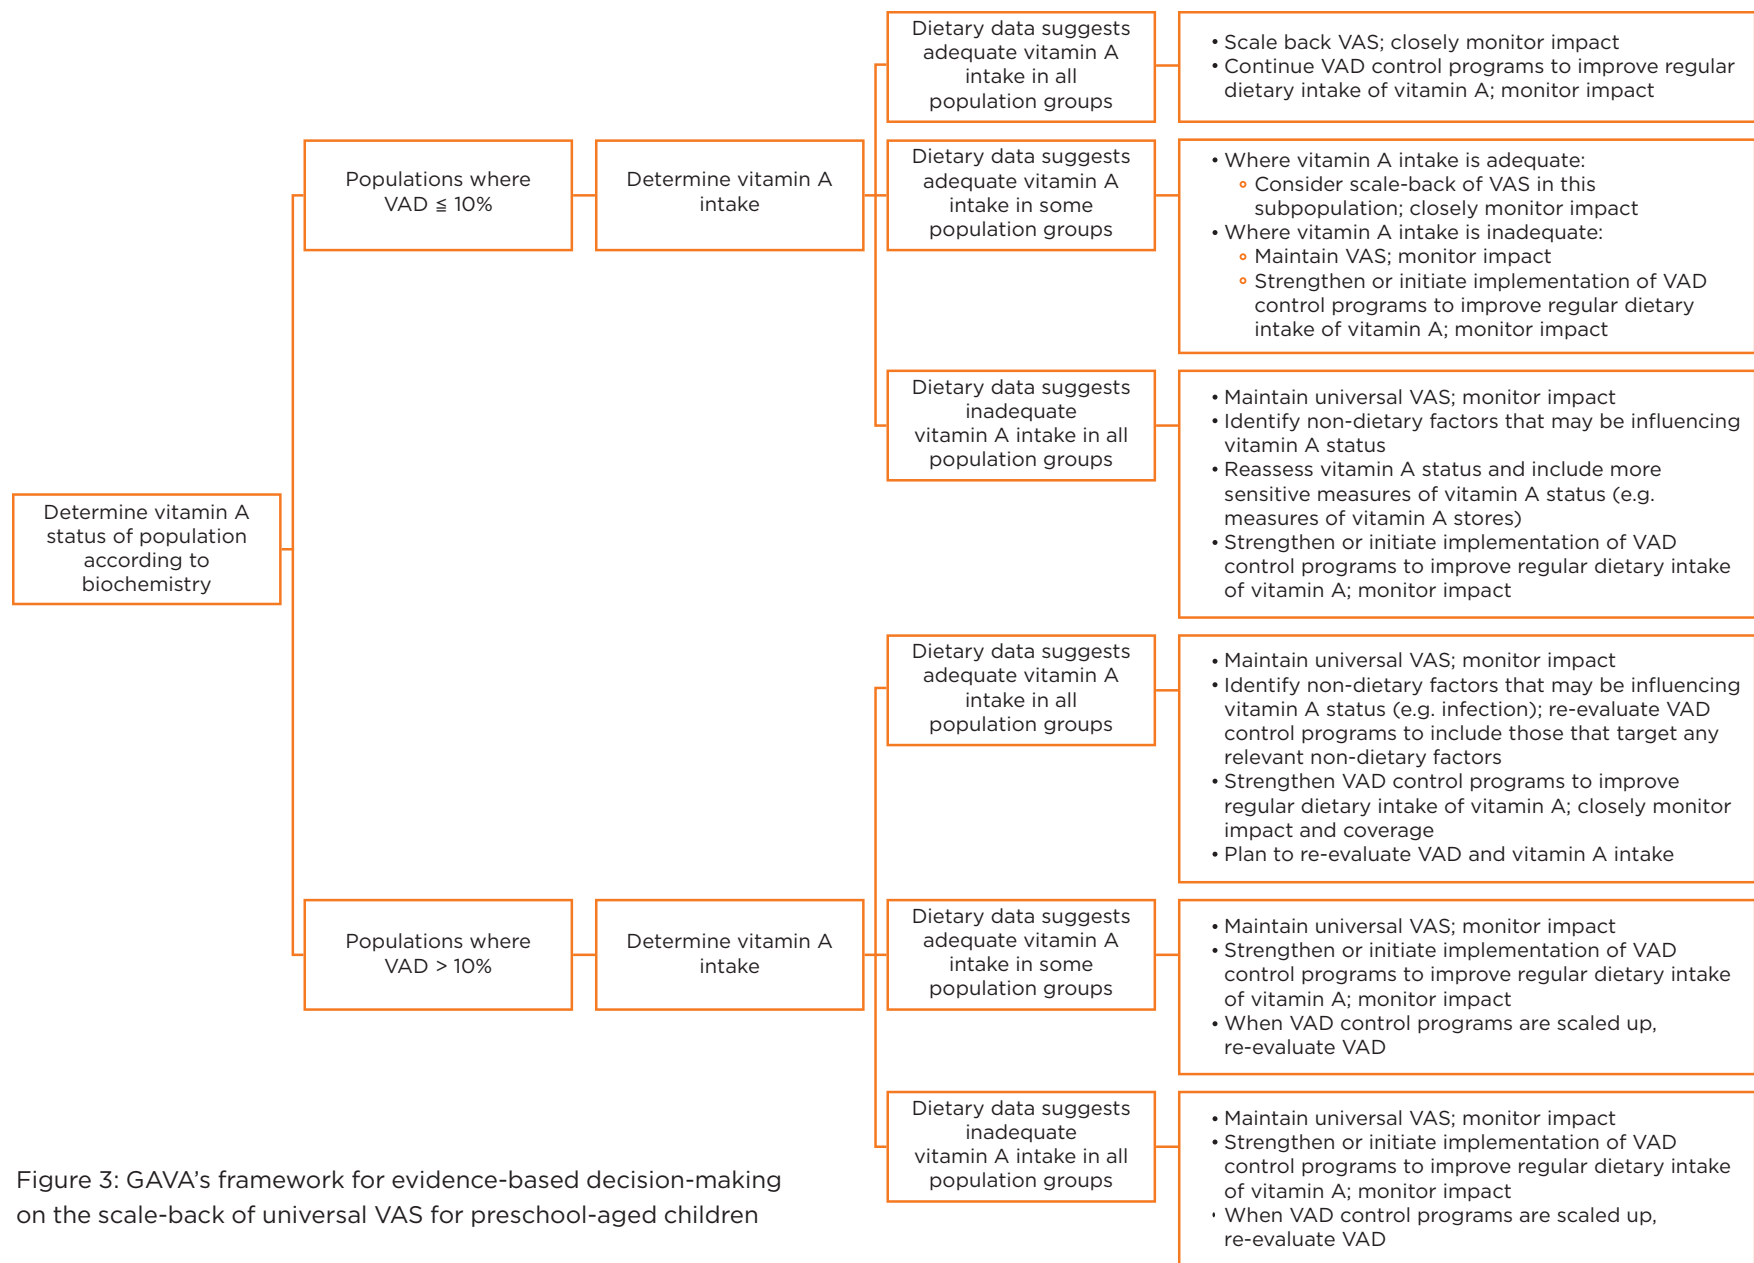 Determine vitamin A
status of population
according to
biochemistry
Populations where
VAD ≦ 10%
Determine vitamin A
intake
Dietary data suggests
adequate vitamin A
intake in all
population groups
• Scale back VAS; closely monitor impact
• Continue VAD control programs to improve regular
dietary intake of vitamin A; monitor impact
Dietary data suggests
adequate vitamin A
intake in some
population groups
• Where vitamin A intake is adequate:
∘ Consider scale-back of VAS in this
subpopulation; closely monitor impact
• Where vitamin A intake is inadequate:
∘ Maintain VAS; monitor impact
∘ Strengthen or initiate implementation of VAD
control programs to improve regular dietary
intake of vitamin A; monitor impact
Dietary data suggests
inadequate
vitamin A intake in all
population groups
• Maintain universal VAS; monitor impact
• Identify non-dietary factors that may be influencing
vitamin A status
• Reassess vitamin A status and include more
sensitive measures of vitamin A status (e.g.
measures of vitamin A stores)
• Strengthen or initiate implementation of VAD
control programs to improve regular dietary intake
of vitamin A; monitor impact
Populations where
VAD > 10%
Determine vitamin A
intake
Dietary data suggests
adequate vitamin A
intake in all
population groups
• Maintain universal VAS; monitor impact
• Identify non-dietary factors that may be influencing
vitamin A status (e.g. infection); re-evaluate VAD
control programs to include those that target any
relevant non-dietary factors
• Strengthen VAD control programs to improve
regular dietary intake of vitamin A; closely monitor
impact and coverage
• Plan to re-evaluate VAD and vitamin A intake
Dietary data suggests
adequate vitamin A
intake in some
population groups
• Maintain universal VAS; monitor impact
• Strengthen or initiate implementation of VAD
control programs to improve regular dietary intake
of vitamin A; monitor impact
• When VAD control programs are scaled up,
re-evaluate VAD
Dietary data suggests
inadequate
vitamin A intake in all
population groups
• Maintain universal VAS; monitor impact
• Strengthen or initiate implementation of VAD
control programs to improve regular dietary intake
of vitamin A; monitor impact
• When VAD control programs are scaled up,
re-evaluate VAD
Figure 3: GAVA’s framework for evidence-based decision-making
on the scale-back of universal VAS for preschool-aged children